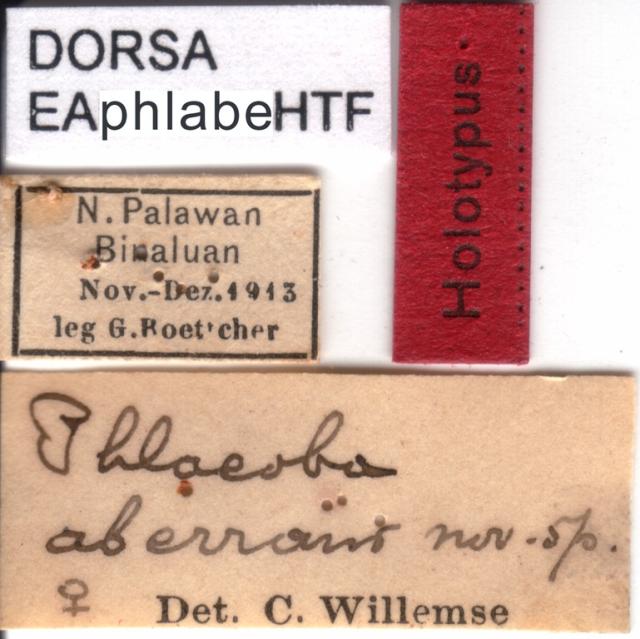 DORSA
EAphlabeHTF
Holotypus.
N. Palawan
Binaluan
Nov.-Dez. 1913
leg G. Boettcher
Phlaeoba
aberrans nov. sp.
♀
Det. C. Willemse